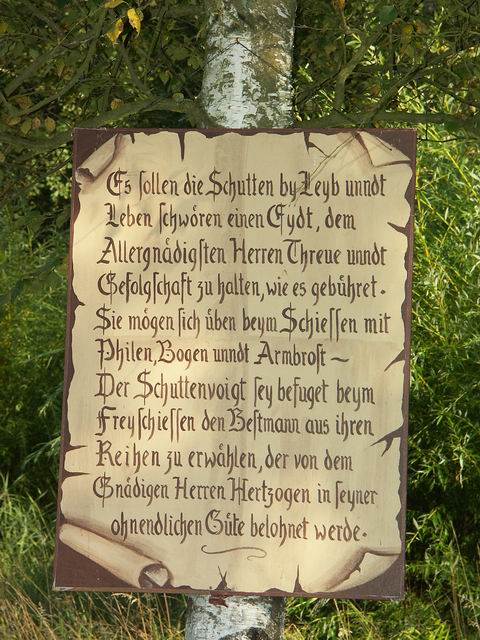 Es ſollen die Schutten by Leyb unndt
Leben ſchwören einen Eydt, dem
Allergnädigſten Herren Threue unndt
Gefolgſchaft zu halten, wie es gebühret.
Sie mögen ſich üben beym Schieſſen mit
Philen, Bogen unndt Armbroſt ~
Der Schuttenvoigt ſey befuget beym
Freyſchieſſen den Beſtmann aus ihren
Reihen zu erwählen, der von dem
Gnädigen Herren Hertzogen in ſeyner
ohnendlichen Güte belohnet werde.